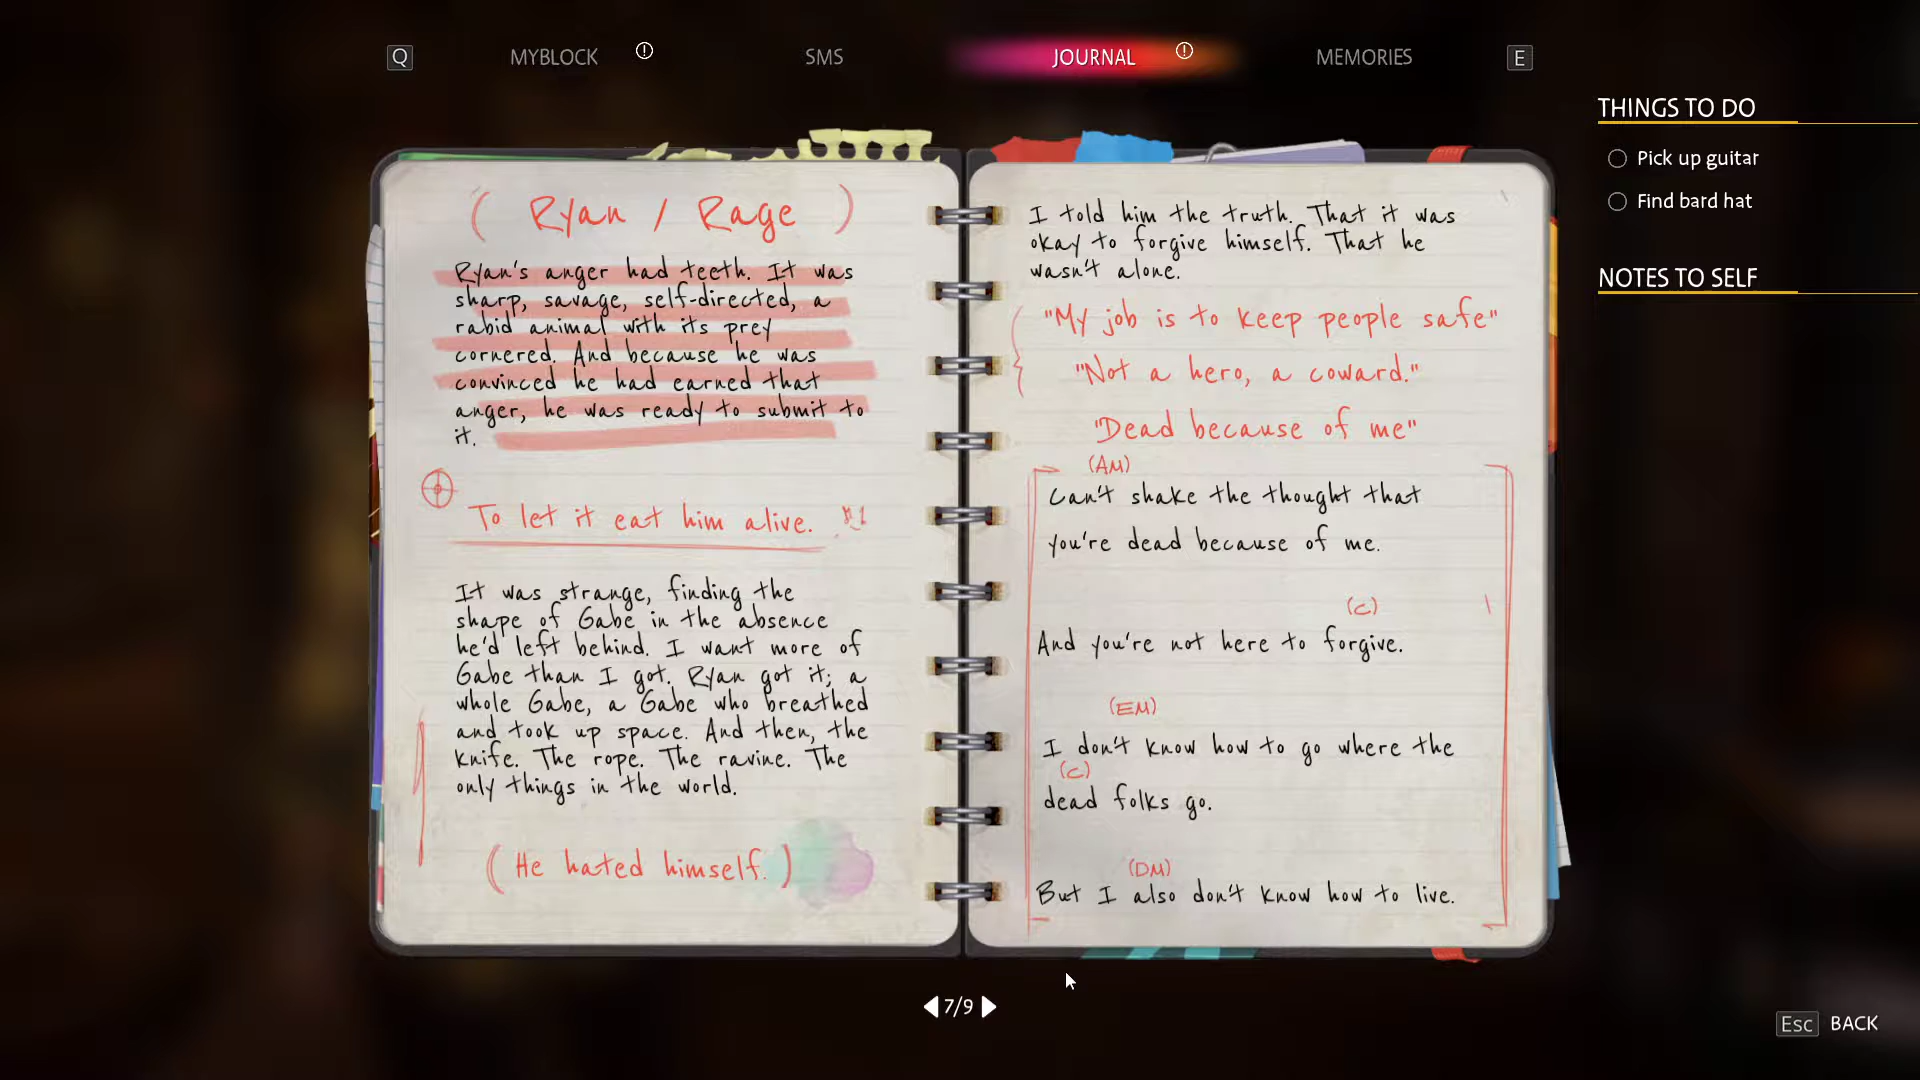 Q
MYBLOCK
SMS
JOURNAL
MEMORIES
E
( Ryan / Rage )
Ryan's anger had teeth. It was
sharp, savage, self-directed, a
rabid animal with its prey
cornered. And because he was
convinced he had earned that
anger, he was ready to submit to
it.
To let it eat him alive.
It was strange, finding the
shape of Gabe in the absence
he'd left behind. I want more of
Gabe than I got. Ryan got it; a
whole Gabe, a Gabe who breathed
and took up space. And then, the
knife. The rope. The ravine. The
only things in the world.
( He hated himself. )
I told him the truth. That it was
okay to forgive himself. That he
wasn't alone.
"My job is to keep people safe"
"Not a hero, a coward."
"Dead because of me"
(AM)
Can't shake the thought that
you're dead because of me.
(C)
And you're not here to forgive.
(EM)
I don't know how to go where the
(C)
dead folks go.
(DM)
But I also don't know how to live.
THINGS TO DO
Pick up guitar
Find bard hat
NOTES TO SELF
7/9
Esc BACK